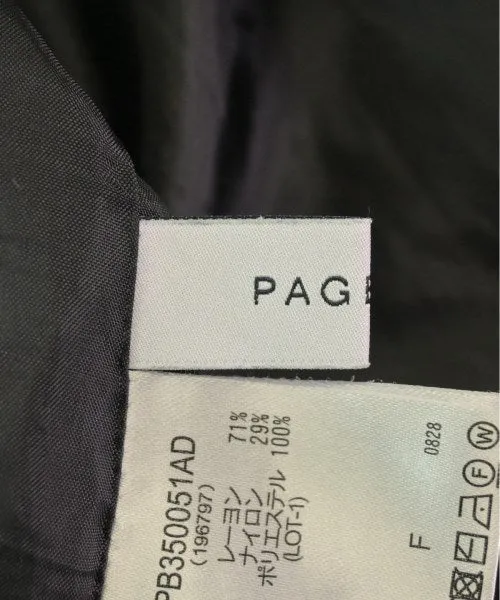 PAG
PB350051AD
(196797)
レーヨン 71%
ナイロン 29%
ポリエステル 100%
(LOT-1)
F
0828
F W